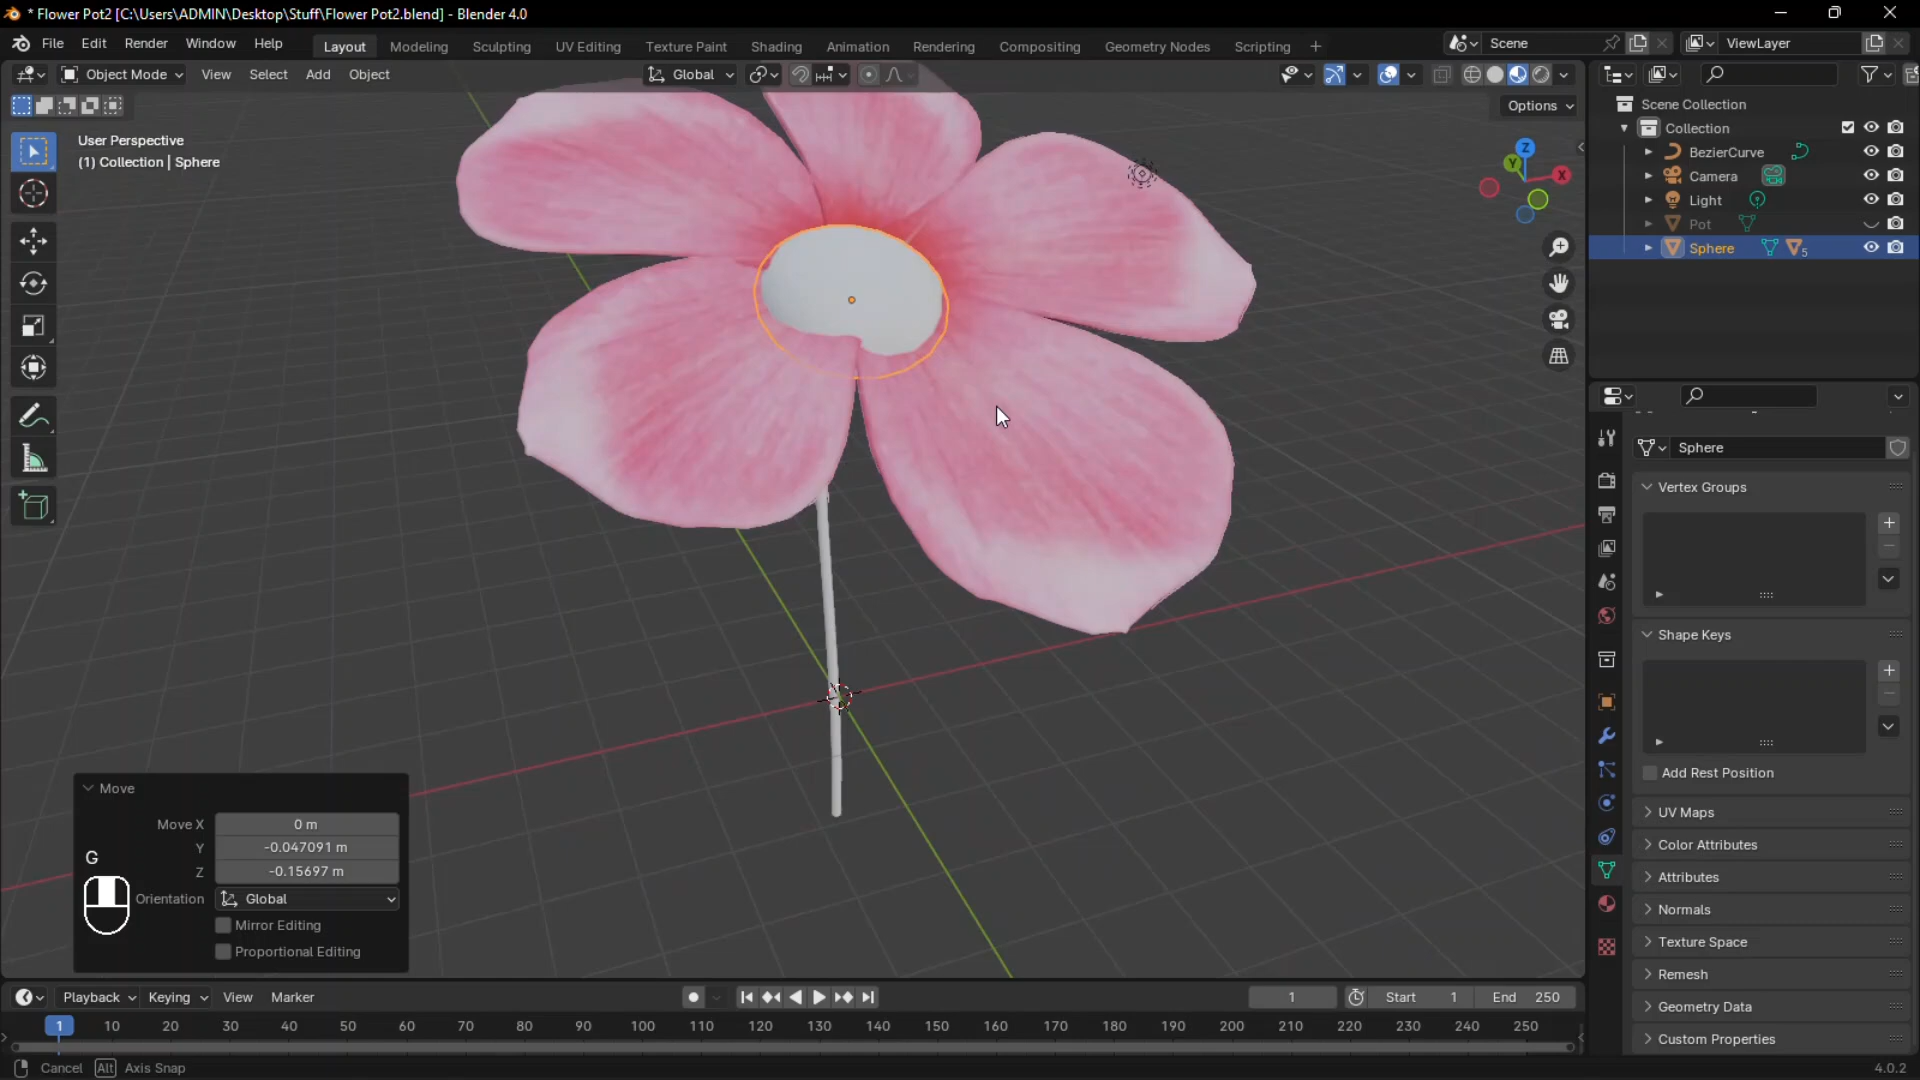 * Flower Pot2 [C:\Users\ADMIN\Desktop\Stuff\Flower Pot2.blend] - Blender 4.0
File Edit Render Window Help Layout Modeling Sculpting UV Editing Texture Paint Shading Animation Rendering Compositing Geometry Nodes Scripting + Scene ViewLayer
Object Mode View Select Add Object Global
Options
User Perspective
(1) Collection | Sphere
Z
Y
X
Scene Collection
Collection
BezierCurve
Camera
Light
Pot
Sphere 5
Sphere
Vertex Groups
Shape Keys
Add Rest Position
UV Maps
Color Attributes
Attributes
Normals
Texture Space
Remesh
Geometry Data
Custom Properties
Move
Move X 0 m
Y -0.047091 m
Z -0.15697 m
G
Orientation Global
Mirror Editing
Proportional Editing
Playback Keying View Marker 1 Start 1 End 250
1 10 20 30 40 50 60 70 80 90 100 110 120 130 140 150 160 170 180 190 200 210 220 230 240 250
Cancel Alt Axis Snap 4.0.2